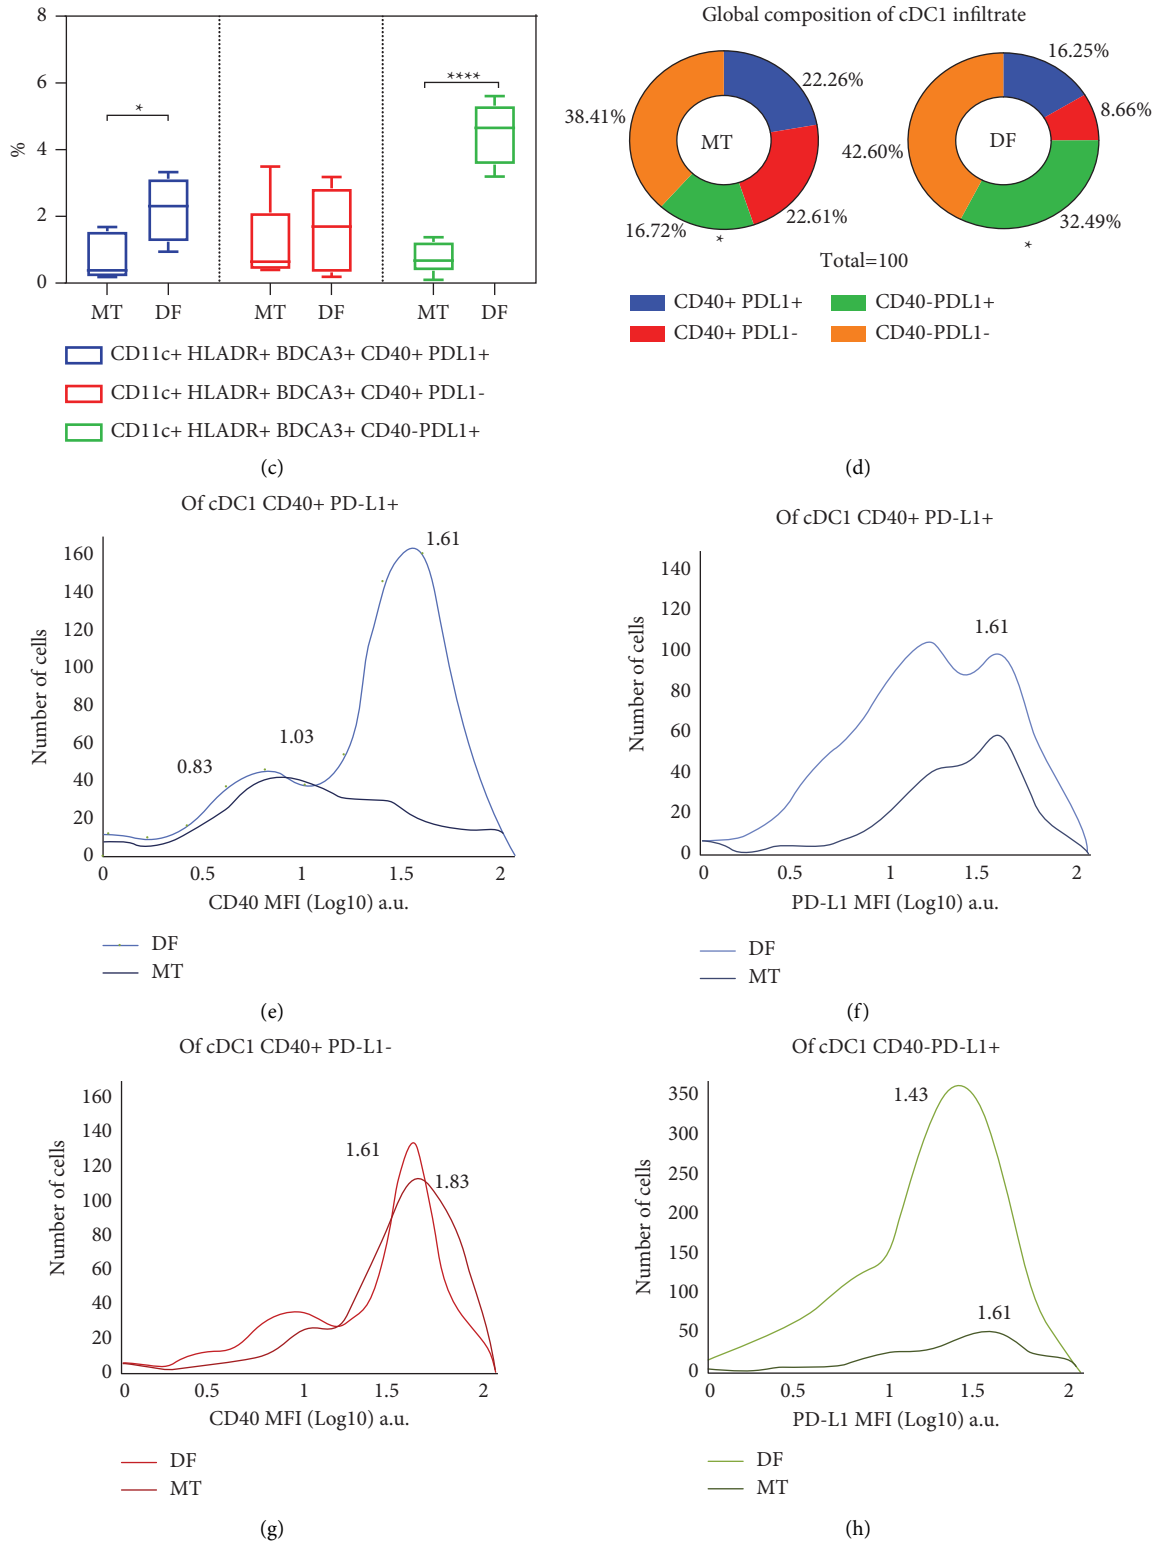 8
6
4
2
0
%
*
****
MT
DF
MT
DF
MT
DF
CD11c+ HLADR+ BDCA3+ CD40+ PDL1+
CD11c+ HLADR+ BDCA3+ CD40+ PDL1-
CD11c+ HLADR+ BDCA3+ CD40-PDL1+
(c)
Global composition of cDC1 infiltrate
22.26%
38.41%
MT
16.72%
22.61%
*
16.25%
8.66%
42.60%
DF
32.49%
*
Total=100
CD40+ PDL1+
CD40-PDL1+
CD40+ PDL1-
CD40-PDL1-
(d)
Of cDC1 CD40+ PD-L1+
160
140
120
100
80
60
40
20
0
Number of cells
1.61
1.03
0.83
0 0.5 1 1.5 2
CD40 MFI (Log10) a.u.
DF
MT
(e)
Of cDC1 CD40+ PD-L1+
140
120
100
80
60
40
20
0
Number of cells
1.61
0 0.5 1 1.5 2
PD-L1 MFI (Log10) a.u.
DF
MT
(f)
Of cDC1 CD40+ PD-L1-
160
140
120
100
80
60
40
20
0
Number of cells
1.61
1.83
0 0.5 1 1.5 2
CD40 MFI (Log10) a.u.
DF
MT
(g)
Of cDC1 CD40-PD-L1+
350
300
250
200
150
100
50
0
Number of cells
1.43
1.61
0 0.5 1 1.5 2
PD-L1 MFI (Log10) a.u.
DF
MT
(h)